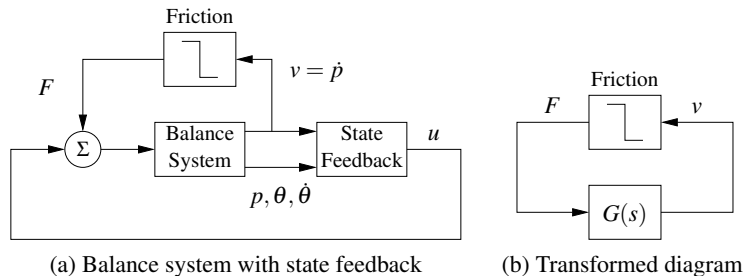 Friction
F
v = ṗ
Σ
Balance
System
State
Feedback
u
p, θ, θ̇
(a) Balance system with state feedback
Friction
F
v
G(s)
(b) Transformed diagram